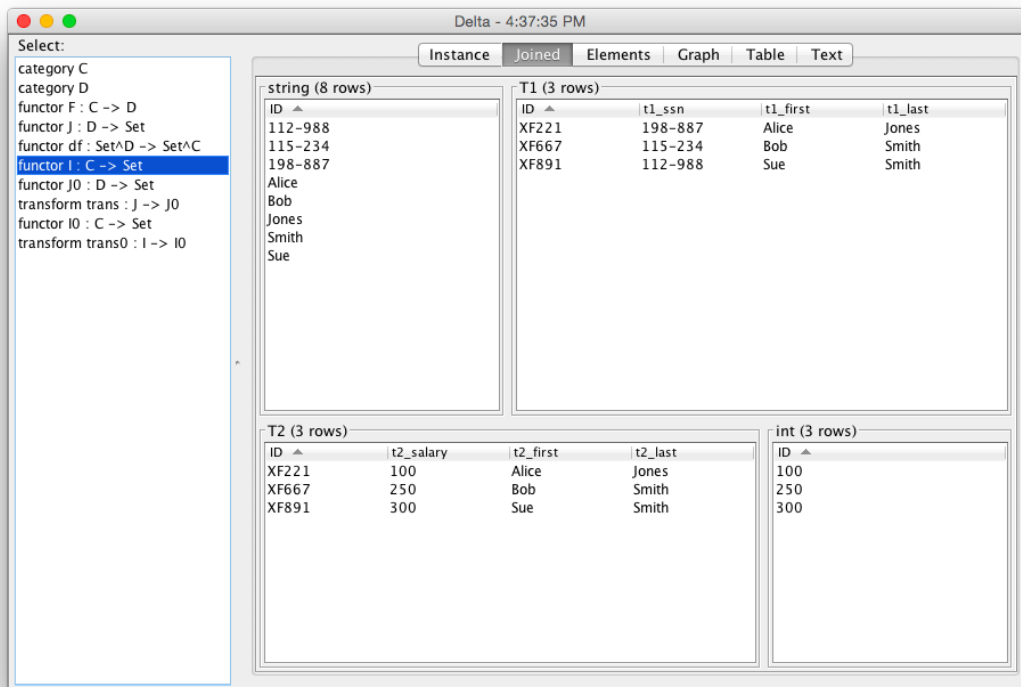 Delta - 4:37:35 PM
Select:
category C
category D
functor F : C -> D
functor J : D -> Set
functor df : Set^D -> Set^C
functor I : C -> Set
functor J0 : D -> Set
transform trans : J -> J0
functor I0 : C -> Set
transform trans0 : I -> I0
Instance Joined Elements Graph Table Text
string (8 rows)
ID
112-988
115-234
198-887
Alice
Bob
Jones
Smith
Sue
T1 (3 rows)
ID t1_ssn t1_first t1_last
XF221 198-887 Alice Jones
XF667 115-234 Bob Smith
XF891 112-988 Sue Smith
T2 (3 rows)
ID t2_salary t2_first t2_last
XF221 100 Alice Jones
XF667 250 Bob Smith
XF891 300 Sue Smith
int (3 rows)
ID
100
250
300